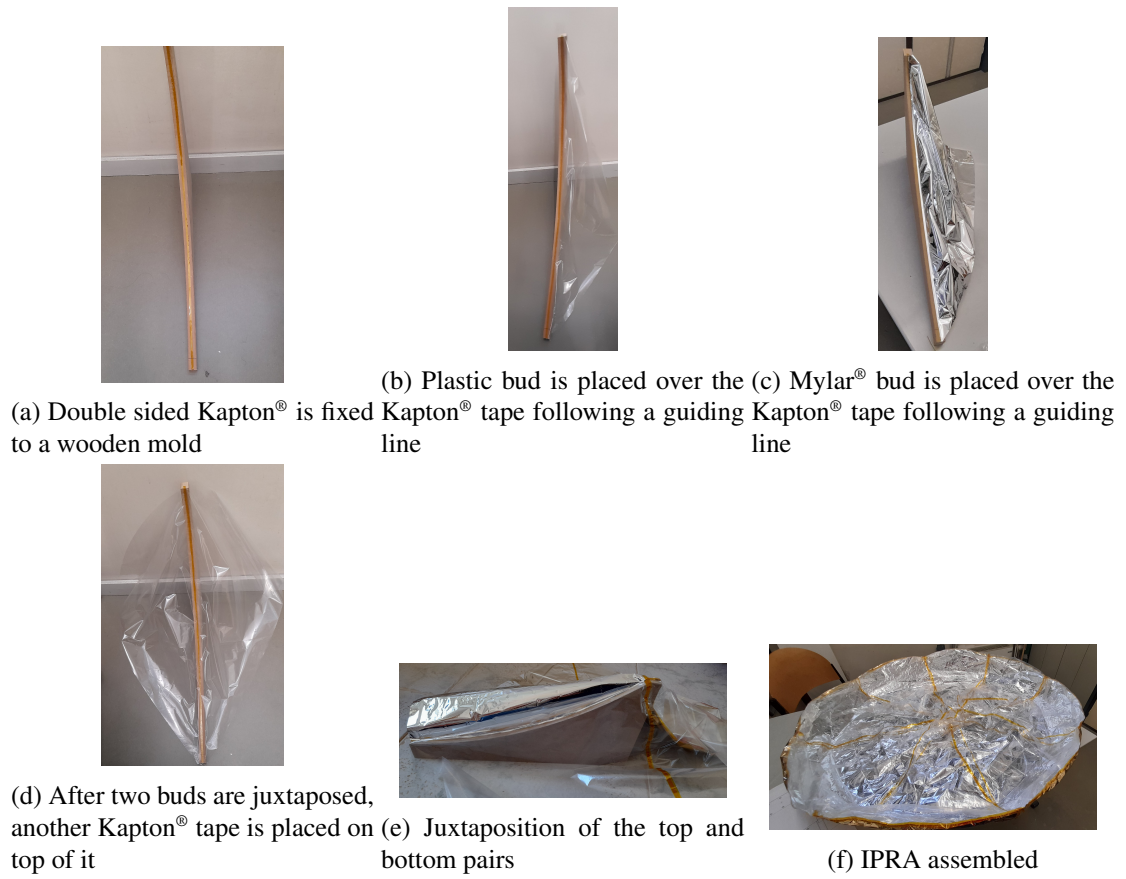 (a) Double sided Kapton® is fixed
to a wooden mold
(b) Plastic bud is placed over the
Kapton® tape following a guiding
line
(c) Mylar® bud is placed over the
Kapton® tape following a guiding
line
(d) After two buds are juxtaposed,
another Kapton® tape is placed on
top of it
(e) Juxtaposition of the top and
bottom pairs
(f) IPRA assembled